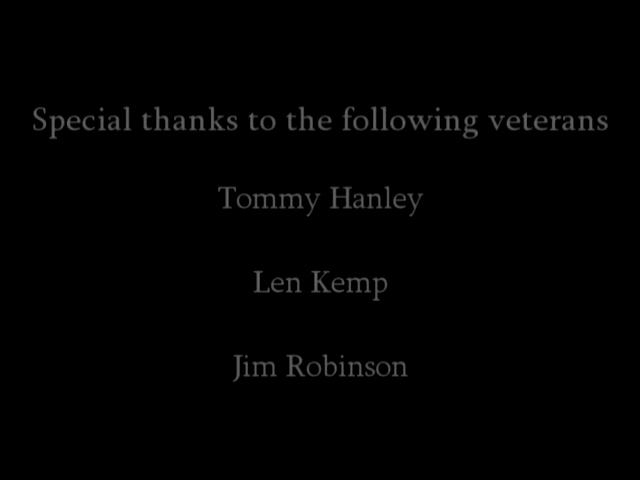 Special thanks to the following veterans
Tommy Hanley
Len Kemp
Jim Robinson